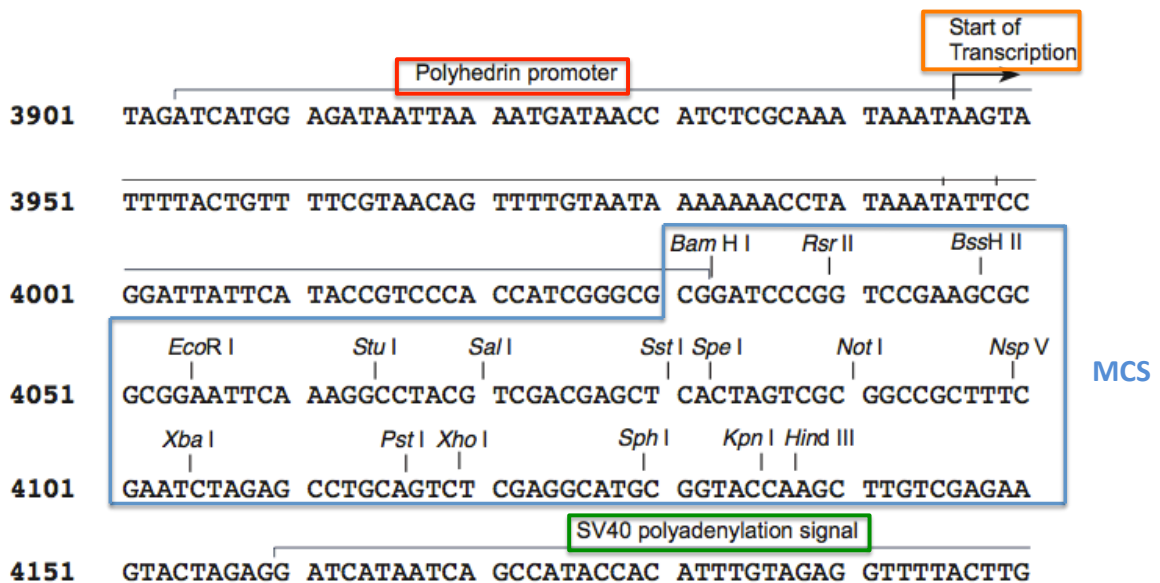 Start of
Transcription
Polyhedrin promoter
3901 TAGATCATGG AGATAATTAA AATGATAACC ATCTCGCAAA TAAATAAGTA
3951 TTTTACTGTT TTCGTAACAG TTTTGTAATA AAAAAACCTA TAAATATTCC
Bam H I Rsr II BssH II
4001 GGATTATTCA TACCGTCCCA CCATCGGGCG CGGATCCCGG TCCGAAGCGC
EcoR I Stu I Sal I Sst I Spe I Not I Nsp V
4051 GCGGAATTCA AAGGCCTACG TCGACGAGCT CACTAGTCGC GGCCGCTTTC
MCS
Xba I Pst I Xho I Sph I Kpn I Hind III
4101 GAATCTAGAG CCTGCAGTCT CGAGGCATGC GGTACCAAGC TTGTCGAGAA
SV40 polyadenylation signal
4151 GTACTAGAGG ATCATAATCA GCCATACCAC ATTTGTAGAG GTTTTACTTG